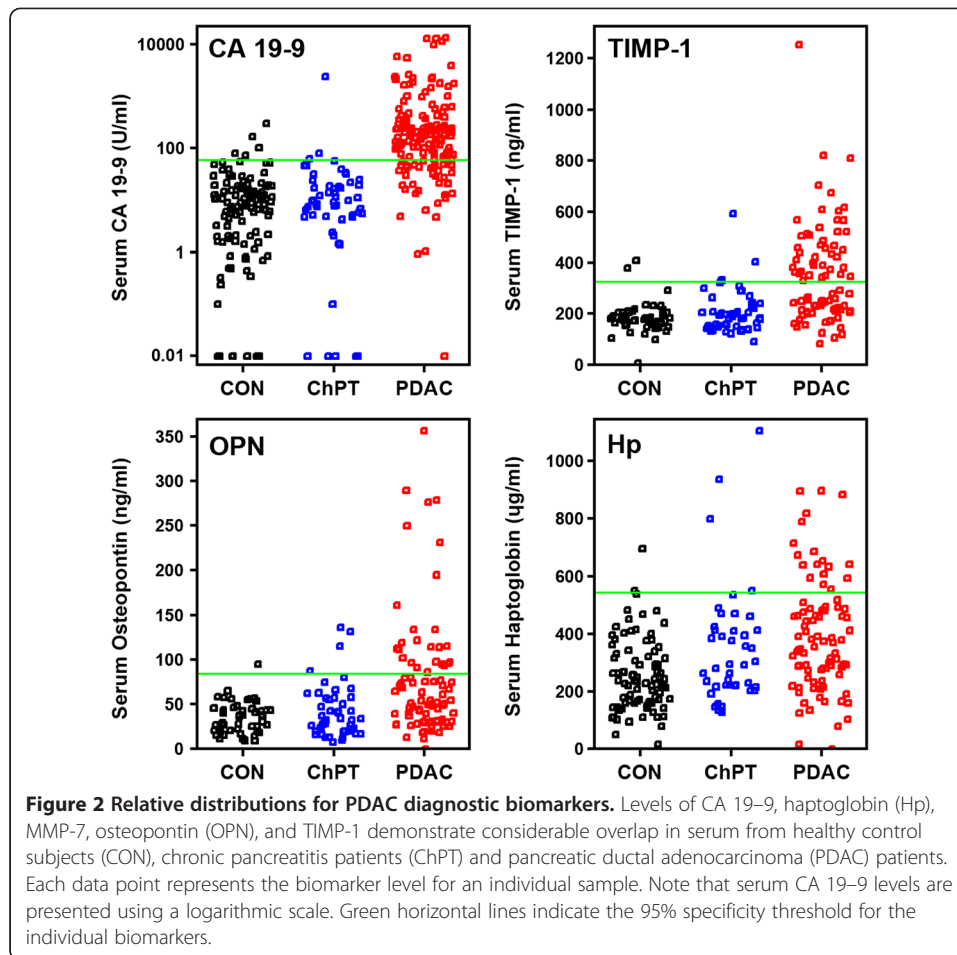 CA 19-9
10000
100
1
0.01
Serum CA 19-9 (U/ml)
CON ChPT PDAC
TIMP-1
1200
1000
800
600
400
200
0
Serum TIMP-1 (ng/ml)
CON ChPT PDAC
OPN
350
300
250
200
150
100
50
0
Serum Osteopontin (ng/ml)
CON ChPT PDAC
Hp
1000
800
600
400
200
0
Serum Haptoglobin (ug/ml)
CON ChPT PDAC
Figure 2 Relative distributions for PDAC diagnostic biomarkers. Levels of CA 19–9, haptoglobin (Hp),
MMP-7, osteopontin (OPN), and TIMP-1 demonstrate considerable overlap in serum from healthy control
subjects (CON), chronic pancreatitis patients (ChPT) and pancreatic ductal adenocarcinoma (PDAC) patients.
Each data point represents the biomarker level for an individual sample. Note that serum CA 19–9 levels are
presented using a logarithmic scale. Green horizontal lines indicate the 95% specificity threshold for the
individual biomarkers.